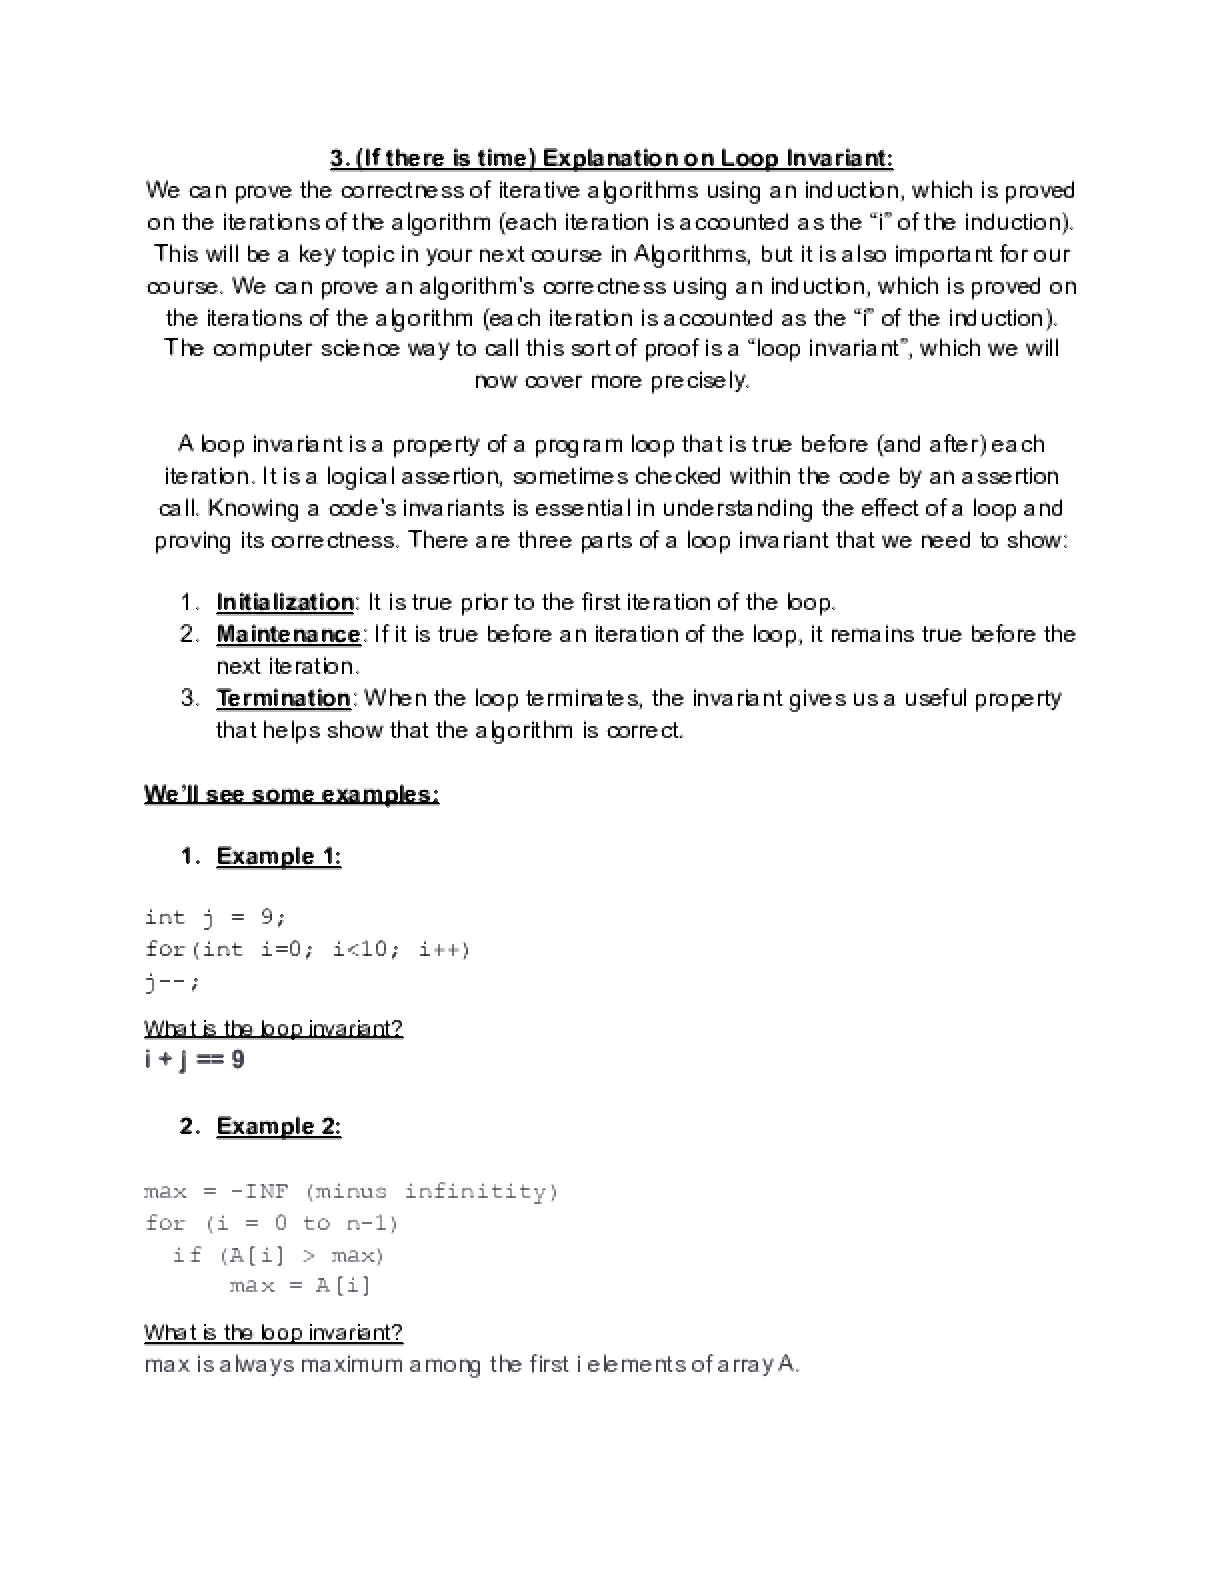 3. (If there is time) Explanation on Loop Invariant:
We can prove the correctness of iterative algorithms using an induction, which is proved
on the iterations of the algorithm (each iteration is accounted as the “i” of the induction).
This will be a key topic in your next course in Algorithms, but it is also important for our
course. We can prove an algorithm's correctness using an induction, which is proved on
the iterations of the algorithm (each iteration is accounted as the “i” of the induction).
The computer science way to call this sort of proof is a “loop invariant”, which we will
now cover more precisely.
A loop invariant is a property of a program loop that is true before (and after) each
iteration. It is a logical assertion, sometimes checked within the code by an assertion
call. Knowing a code's invariants is essential in understanding the effect of a loop and
proving its correctness. There are three parts of a loop invariant that we need to show:
1. Initialization: It is true prior to the first iteration of the loop.
2. Maintenance: If it is true before an iteration of the loop, it remains true before the
next iteration.
3. Termination: When the loop terminates, the invariant gives us a useful property
that helps show that the algorithm is correct.
We'll see some examples:
1. Example 1:
int j = 9;
for(int i=0; i<10; i++)
j--;
What is the loop invariant?
i + j == 9
2. Example 2:
max = -INF (minus infinitity)
for (i = 0 to n-1)
if (A[i] > max)
max = A[i]
What is the loop invariant?
max is always maximum among the first i elements of array A.